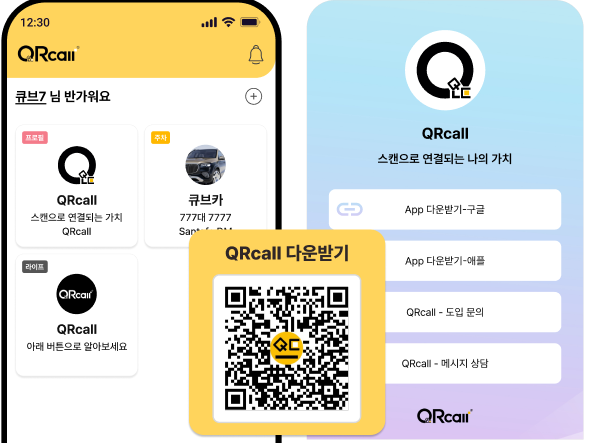 12:30
QRcall
큐브7 님 반가워요
프로필
QRcall
스캔으로 연결되는 가치
QRcall
주차
큐브카
777대 7777
라이프
QRcall
QRcall
아래 버튼으로 알아보세요
QRcall 다운받기
QRcall
스캔으로 연결되는 나의 가치
App 다운받기-구글
App 다운받기-애플
QRcall - 도입 문의
QRcall - 메시지 상담
QRcall